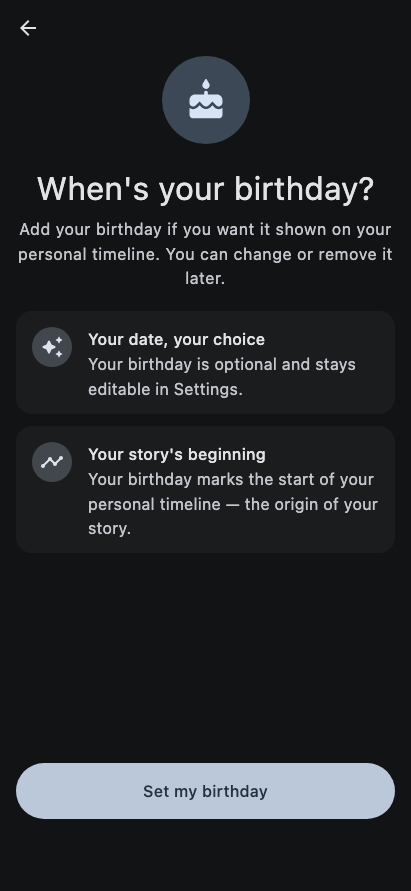 When's your birthday?
Add your birthday if you want it shown on your
personal timeline. You can change or remove it
later.
Your date, your choice
Your birthday is optional and stays
editable in Settings.
Your story's beginning
Your birthday marks the start of your
personal timeline — the origin of your
story.
Set my birthday